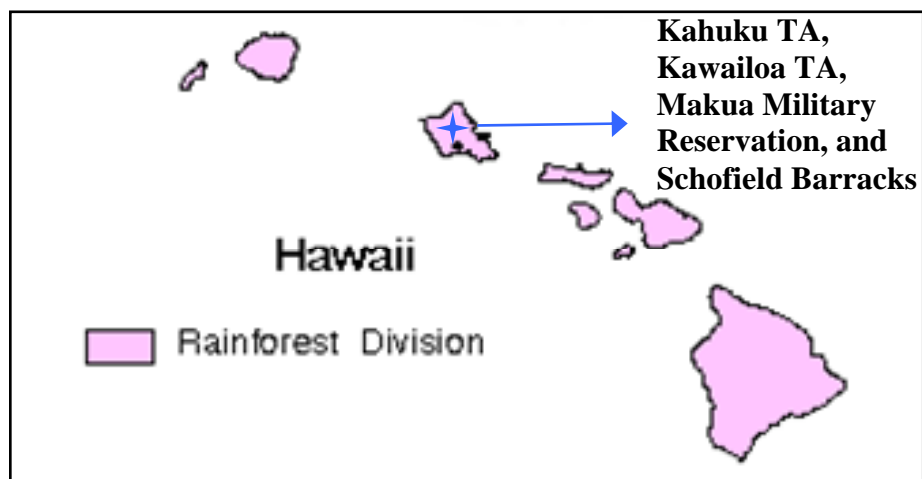 Kahuku TA,
Kawailoa TA,
Makua Military
Reservation, and
Schofield Barracks
Hawaii
Rainforest Division